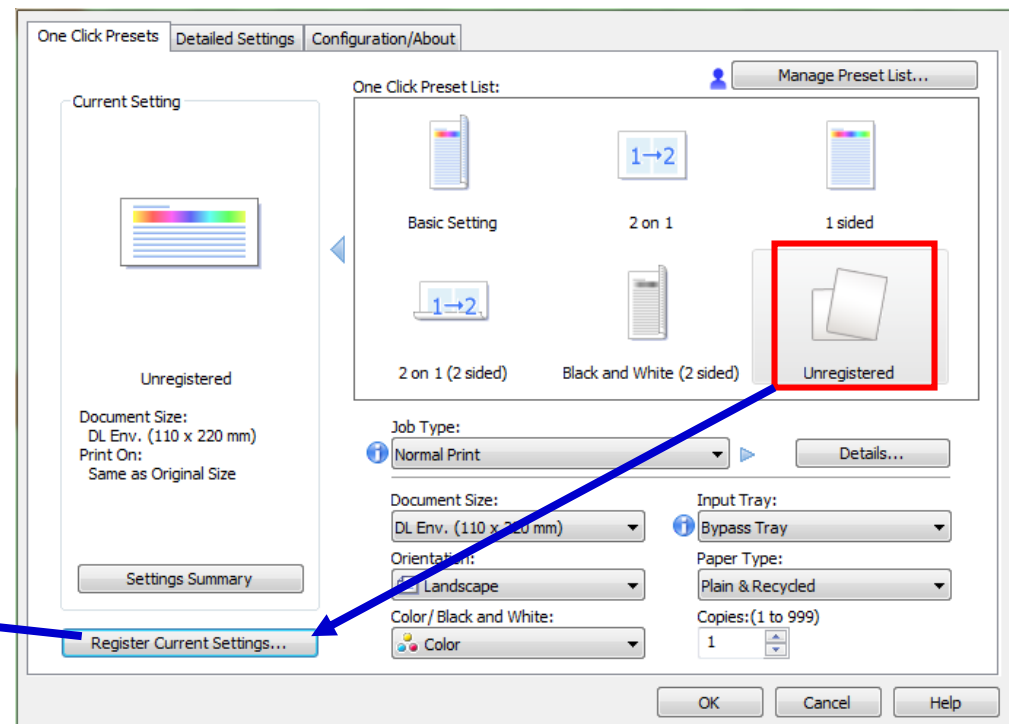 One Click Presets
Detailed Settings
Configuration/About
Current Setting
One Click Preset List:
Manage Preset List...
1→2
Basic Setting
2 on 1
1 sided
1→2
2 on 1 (2 sided)
Black and White (2 sided)
Unregistered
Unregistered
Document Size:
DL Env. (110 x 220 mm)
Print On:
Same as Original Size
Settings Summary
Register Current Settings...
Job Type:
Normal Print
Details...
Document Size:
DL Env. (110 x 220 mm)
Input Tray:
Bypass Tray
Orientation:
Landscape
Paper Type:
Plain & Recycled
Color/ Black and White:
Color
Copies:(1 to 999)
1
OK
Cancel
Help